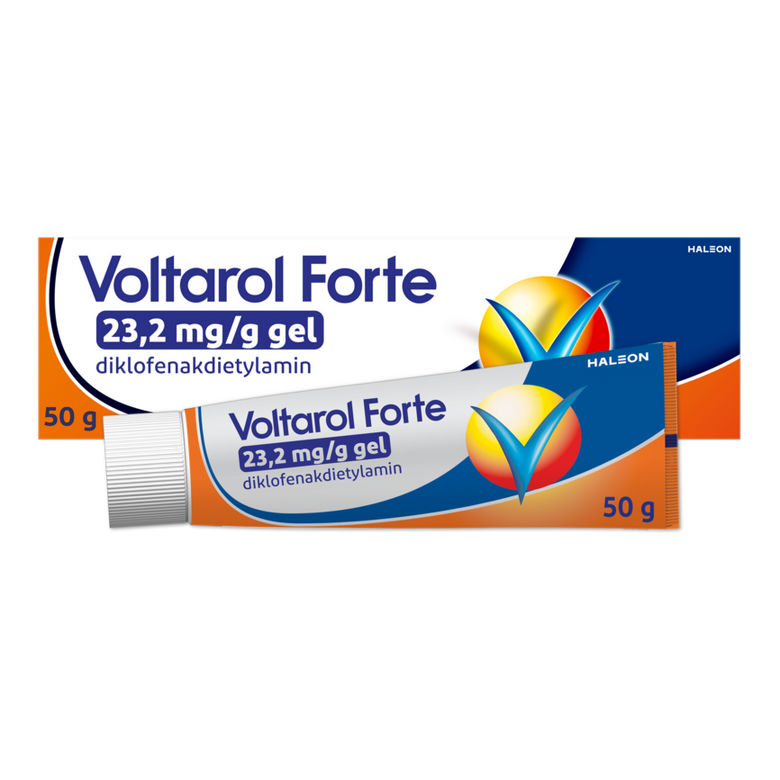 HALEON
Voltarol Forte
23,2 mg/g gel
diklofenakdietylamin
50 g
HALEON
Voltarol Forte
23,2 mg/g gel
diklofenakdietylamin
50 g